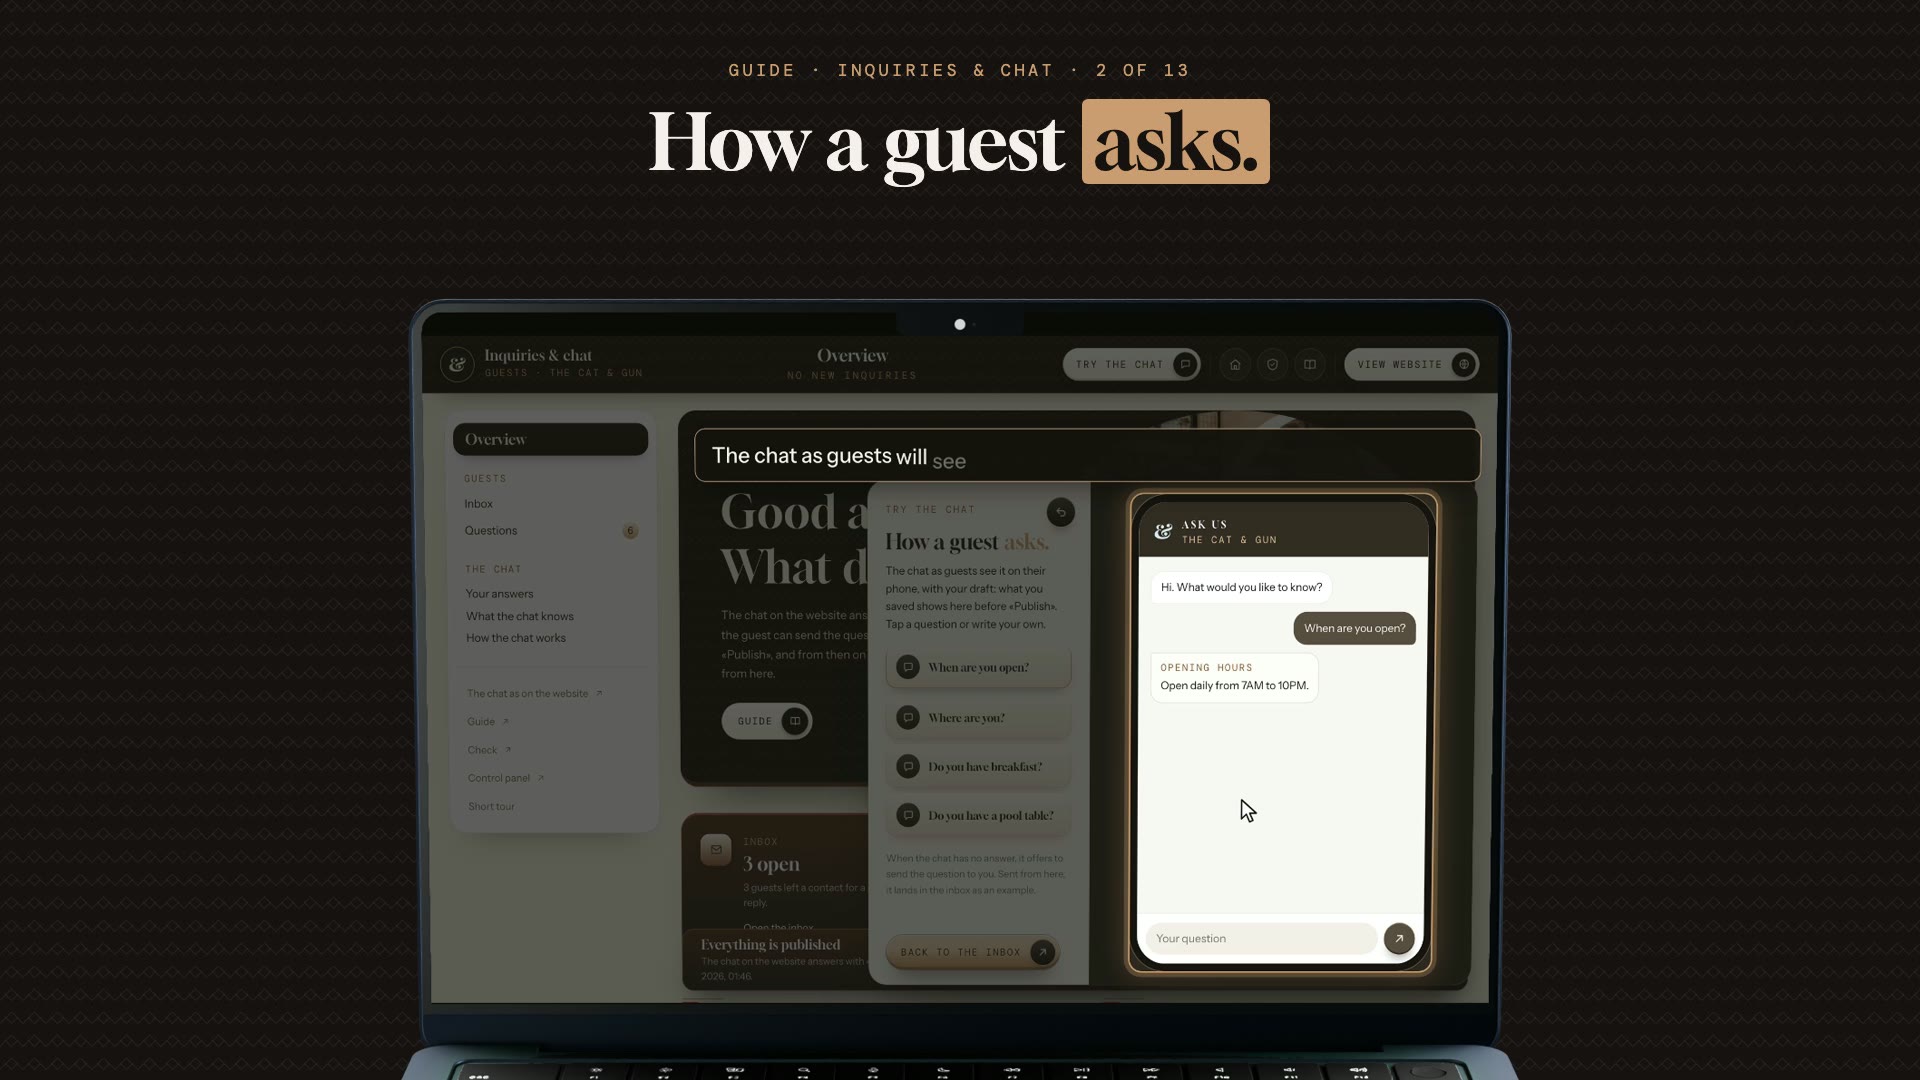 GUIDE · INQUIRIES & CHAT · 2 OF 13
How a guest asks.
& Inquiries & chat
GUESTS · THE CAT & GUN
Overview
NO NEW INQUIRIES
TRY THE CHAT
VIEW WEBSITE
Overview
GUESTS
Inbox
Questions 6
THE CHAT
Your answers
What the chat knows
How the chat works
The chat as on the website
Guide
Check
Control panel
Short tour
The chat as guests will see
Good a
What d
The chat on the website ans
the guest can send the ques
«Publish», and from then on
from here.
GUIDE
INBOX
3 open
3 guests left a contact for a
reply.
Open the inbox
Everything is published
The chat on the website answers with
2026, 01:46.
TRY THE CHAT
How a guest asks.
The chat as guests see it on their
phone, with your draft: what you
saved shows here before «Publish».
Tap a question or write your own.
When are you open?
Where are you?
Do you have breakfast?
Do you have a pool table?
When the chat has no answer, it offers to
send the question to you. Sent from here,
it lands in the inbox as an example.
BACK TO THE INBOX
& ASK US
THE CAT & GUN
Hi. What would you like to know?
When are you open?
OPENING HOURS
Open daily from 7AM to 10PM.
Your question